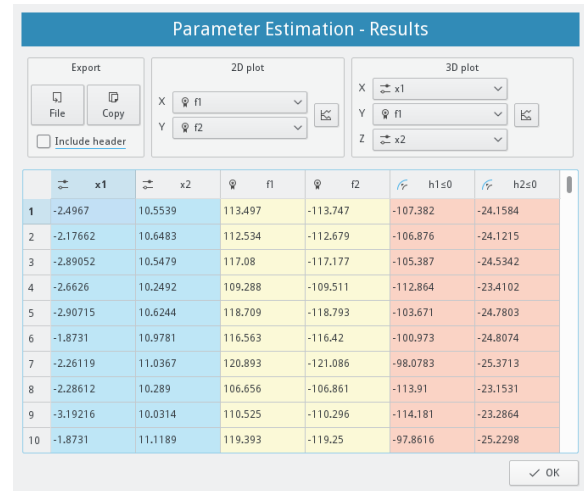 Parameter Estimation - Results
Export
2D plot
3D plot
File
Copy
Include header
X f1
Y f2
X x1
Y f1
Z x2
x1 x2 f1 f2 h1≤0 h2≤0
1 -2.4967 10.5539 113.497 -113.747 -107.382 -24.1584
2 -2.17662 10.6483 112.534 -112.679 -106.876 -24.1215
3 -2.89052 10.5479 117.08 -117.177 -105.387 -24.5342
4 -2.6626 10.2492 109.288 -109.511 -112.864 -23.4102
5 -2.90715 10.6244 118.709 -118.793 -103.671 -24.7803
6 -1.8731 10.9781 116.563 -116.42 -100.973 -24.8074
7 -2.26119 11.0367 120.893 -121.086 -98.0783 -25.3713
8 -2.28612 10.289 106.656 -106.861 -113.91 -23.1531
9 -3.19216 10.0314 110.525 -110.296 -114.181 -23.2864
10 -1.8731 11.1189 119.393 -119.25 -97.8616 -25.2298
OK